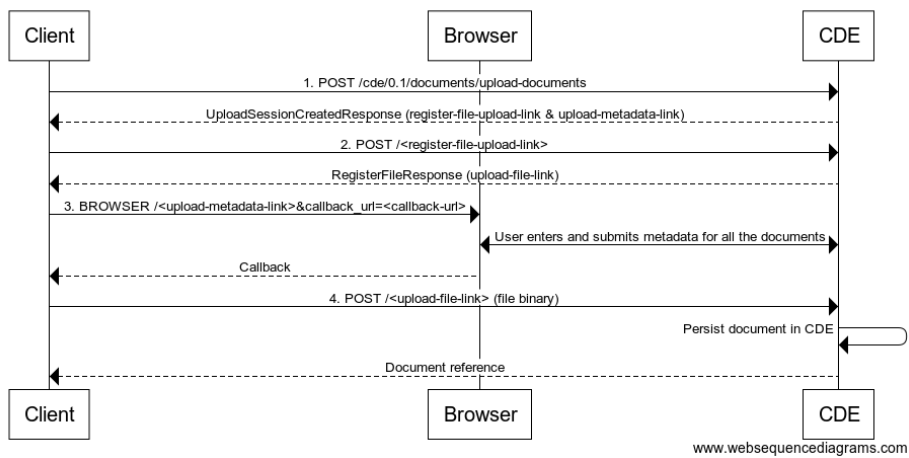 Client Browser CDE
1. POST /cde/0.1/documents/upload-documents
UploadSessionCreatedResponse (register-file-upload-link & upload-metadata-link)
2. POST /<register-file-upload-link>
RegisterFileResponse (upload-file-link)
3. BROWSER /<upload-metadata-link>&callback_url=<callback-url>
User enters and submits metadata for all the documents
Callback
4. POST /<upload-file-link> (file binary)
Persist document in CDE
Document reference
Client Browser CDE
www.websequencediagrams.com